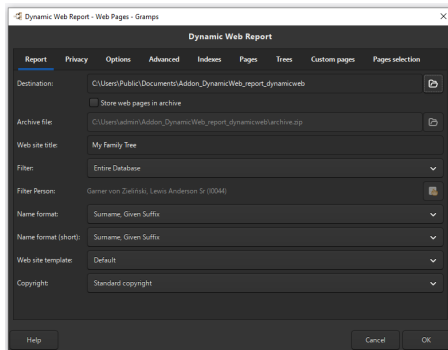 Dynamic Web Report - Web Pages - Gramps
Dynamic Web Report
Report Privacy Options Advanced Indexes Pages Trees Custom pages Pages selection
Destination: C:\Users\Public\Documents\Addon_DynamicWeb_report_dynamicweb
Store web pages in archive
Archive file: C:\Users\admin\Addon_DynamicWeb_report_dynamicweb\archive.zip
Web site title: My Family Tree
Filter: Entire Database
Filter Person: Garner von Zieliński, Lewis Anderson Sr (I0044)
Name format: Surname, Given Suffix
Name format (short): Surname, Given Suffix
Web site template: Default
Copyright: Standard copyright
Help Cancel OK